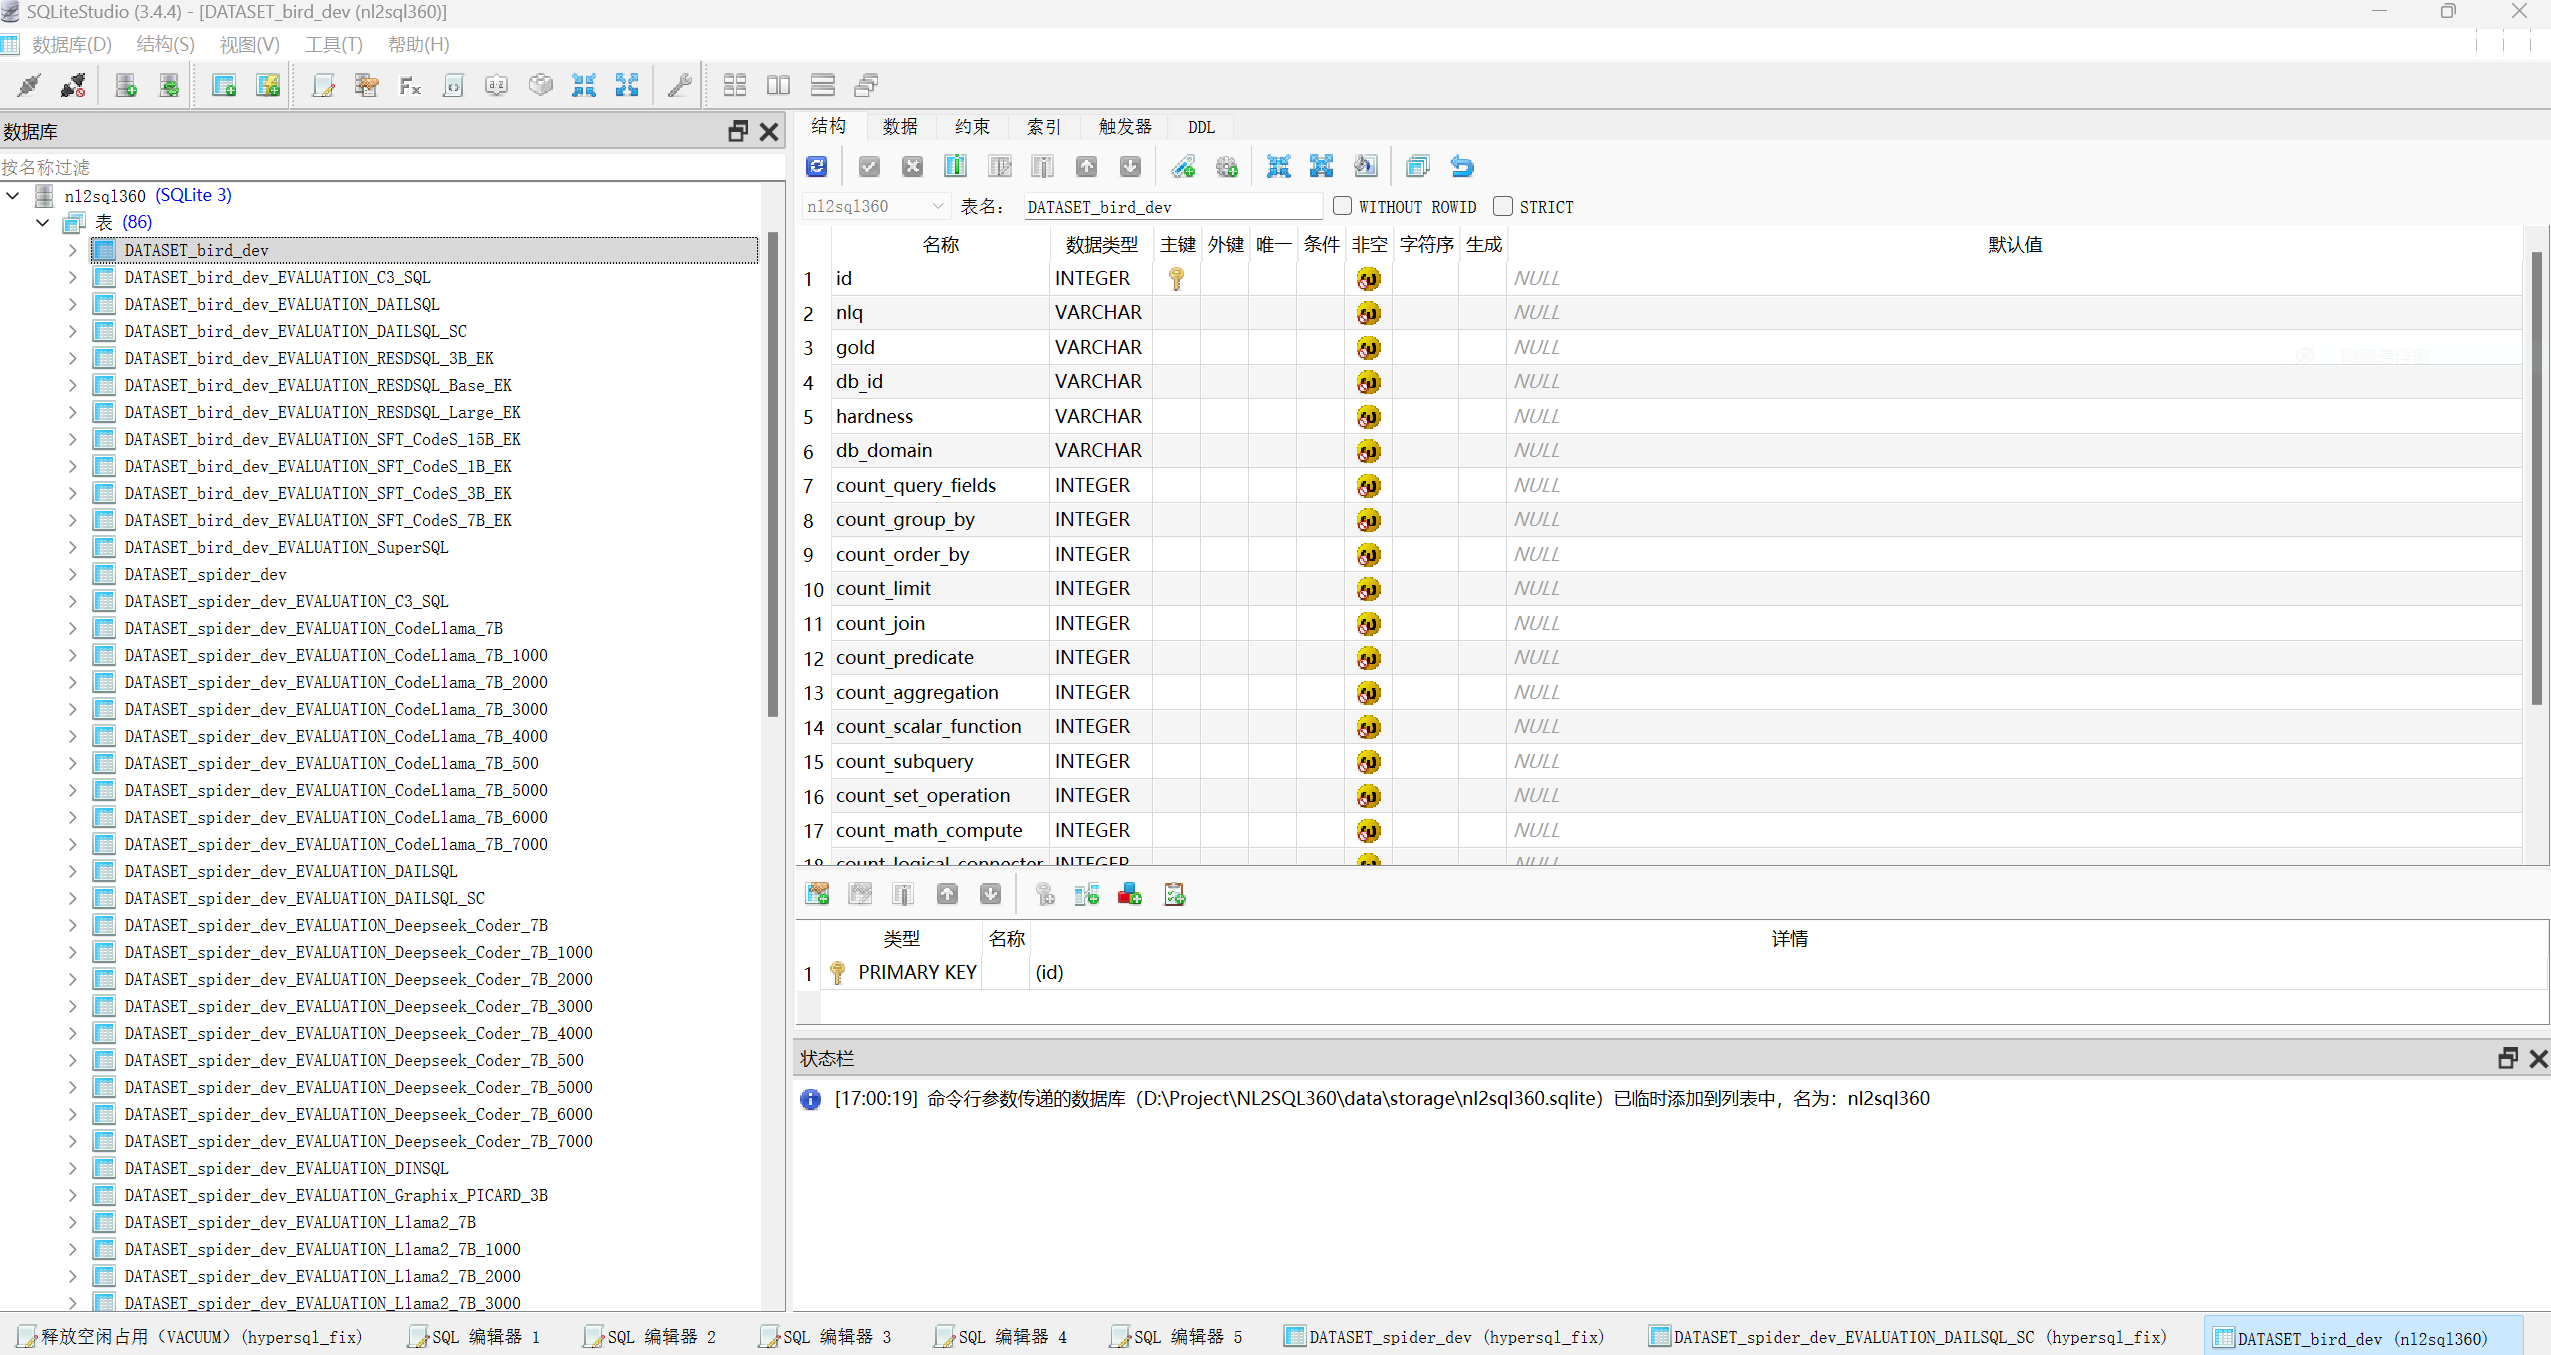 SQLiteStudio (3.4.4) - [DATASET_bird_dev (nl2sql360)]
数据库(D) 结构(S) 视图(V) 工具(T) 帮助(H)
数据库
按名称过滤
nl2sql360 (SQLite 3)
表 (86)
DATASET_bird_dev
DATASET_bird_dev_EVALUATION_C3_SQL
DATASET_bird_dev_EVALUATION_DAILSQL
DATASET_bird_dev_EVALUATION_DAILSQL_SC
DATASET_bird_dev_EVALUATION_RESDSQL_3B_EK
DATASET_bird_dev_EVALUATION_RESDSQL_Base_EK
DATASET_bird_dev_EVALUATION_RESDSQL_Large_EK
DATASET_bird_dev_EVALUATION_SFT_CodeS_15B_EK
DATASET_bird_dev_EVALUATION_SFT_CodeS_1B_EK
DATASET_bird_dev_EVALUATION_SFT_CodeS_3B_EK
DATASET_bird_dev_EVALUATION_SFT_CodeS_7B_EK
DATASET_bird_dev_EVALUATION_SuperSQL
DATASET_spider_dev
DATASET_spider_dev_EVALUATION_C3_SQL
DATASET_spider_dev_EVALUATION_CodeLlama_7B
DATASET_spider_dev_EVALUATION_CodeLlama_7B_1000
DATASET_spider_dev_EVALUATION_CodeLlama_7B_2000
DATASET_spider_dev_EVALUATION_CodeLlama_7B_3000
DATASET_spider_dev_EVALUATION_CodeLlama_7B_4000
DATASET_spider_dev_EVALUATION_CodeLlama_7B_500
DATASET_spider_dev_EVALUATION_CodeLlama_7B_5000
DATASET_spider_dev_EVALUATION_CodeLlama_7B_6000
DATASET_spider_dev_EVALUATION_CodeLlama_7B_7000
DATASET_spider_dev_EVALUATION_DAILSQL
DATASET_spider_dev_EVALUATION_DAILSQL_SC
DATASET_spider_dev_EVALUATION_Deepseek_Coder_7B
DATASET_spider_dev_EVALUATION_Deepseek_Coder_7B_1000
DATASET_spider_dev_EVALUATION_Deepseek_Coder_7B_2000
DATASET_spider_dev_EVALUATION_Deepseek_Coder_7B_3000
DATASET_spider_dev_EVALUATION_Deepseek_Coder_7B_4000
DATASET_spider_dev_EVALUATION_Deepseek_Coder_7B_500
DATASET_spider_dev_EVALUATION_Deepseek_Coder_7B_5000
DATASET_spider_dev_EVALUATION_Deepseek_Coder_7B_6000
DATASET_spider_dev_EVALUATION_Deepseek_Coder_7B_7000
DATASET_spider_dev_EVALUATION_DINSQL
DATASET_spider_dev_EVALUATION_Graphix_PICARD_3B
DATASET_spider_dev_EVALUATION_Llama2_7B
DATASET_spider_dev_EVALUATION_Llama2_7B_1000
DATASET_spider_dev_EVALUATION_Llama2_7B_2000
DATASET_spider_dev_EVALUATION_Llama2_7B_3000
结构 数据 约束 索引 触发器 DDL
nl2sql360 表名: DATASET_bird_dev WITHOUT ROWID STRICT
名称 数据类型 主键 外键 唯一 条件 非空 字符序 生成 默认值
1 id INTEGER NULL
2 nlq VARCHAR NULL
3 gold VARCHAR NULL
4 db_id VARCHAR NULL
5 hardness VARCHAR NULL
6 db_domain VARCHAR NULL
7 count_query_fields INTEGER NULL
8 count_group_by INTEGER NULL
9 count_order_by INTEGER NULL
10 count_limit INTEGER NULL
11 count_join INTEGER NULL
12 count_predicate INTEGER NULL
13 count_aggregation INTEGER NULL
14 count_scalar_function INTEGER NULL
15 count_subquery INTEGER NULL
16 count_set_operation INTEGER NULL
17 count_math_compute INTEGER NULL
18 count_logical_connecter INTEGER NULL
类型 名称 详情
1 PRIMARY KEY (id)
状态栏
[17:00:19] 命令行参数传递的数据库（D:\Project\NL2SQL360\data\storage\nl2sql360.sqlite）已临时添加到列表中，名为：nl2sql360
释放空闲占用（VACUUM）(hypersql_fix) SQL 编辑器 1 SQL 编辑器 2 SQL 编辑器 3 SQL 编辑器 4 SQL 编辑器 5 DATASET_spider_dev (hypersql_fix) DATASET_spider_dev_EVALUATION_DAILSQL_SC (hypersql_fix) DATASET_bird_dev (nl2sql360)